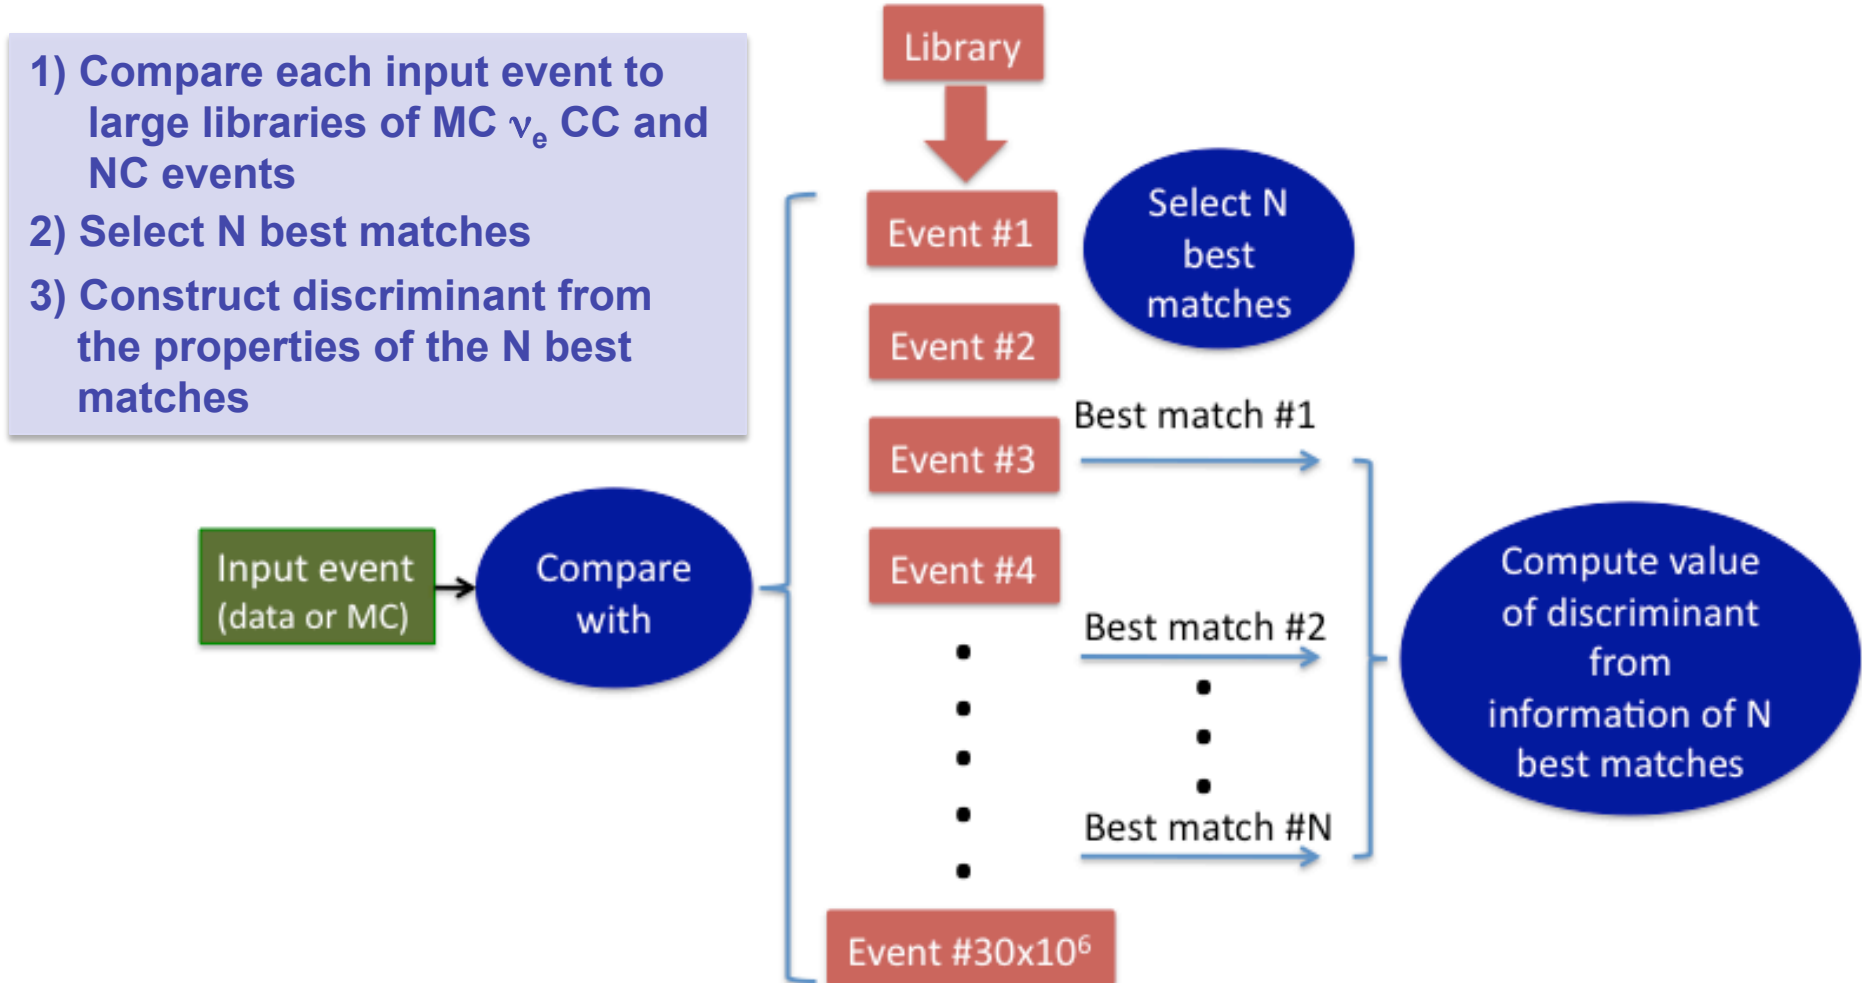 1) Compare each input event to
large libraries of MC νe CC and
NC events
2) Select N best matches
3) Construct discriminant from
the properties of the N best
matches
Library
Event #1
Event #2
Event #3
Event #4
Event #30x10⁶
Select N
best
matches
Input event
(data or MC)
Compare
with
Best match #1
Best match #2
Best match #N
Compute value
of discriminant
from
information of N
best matches